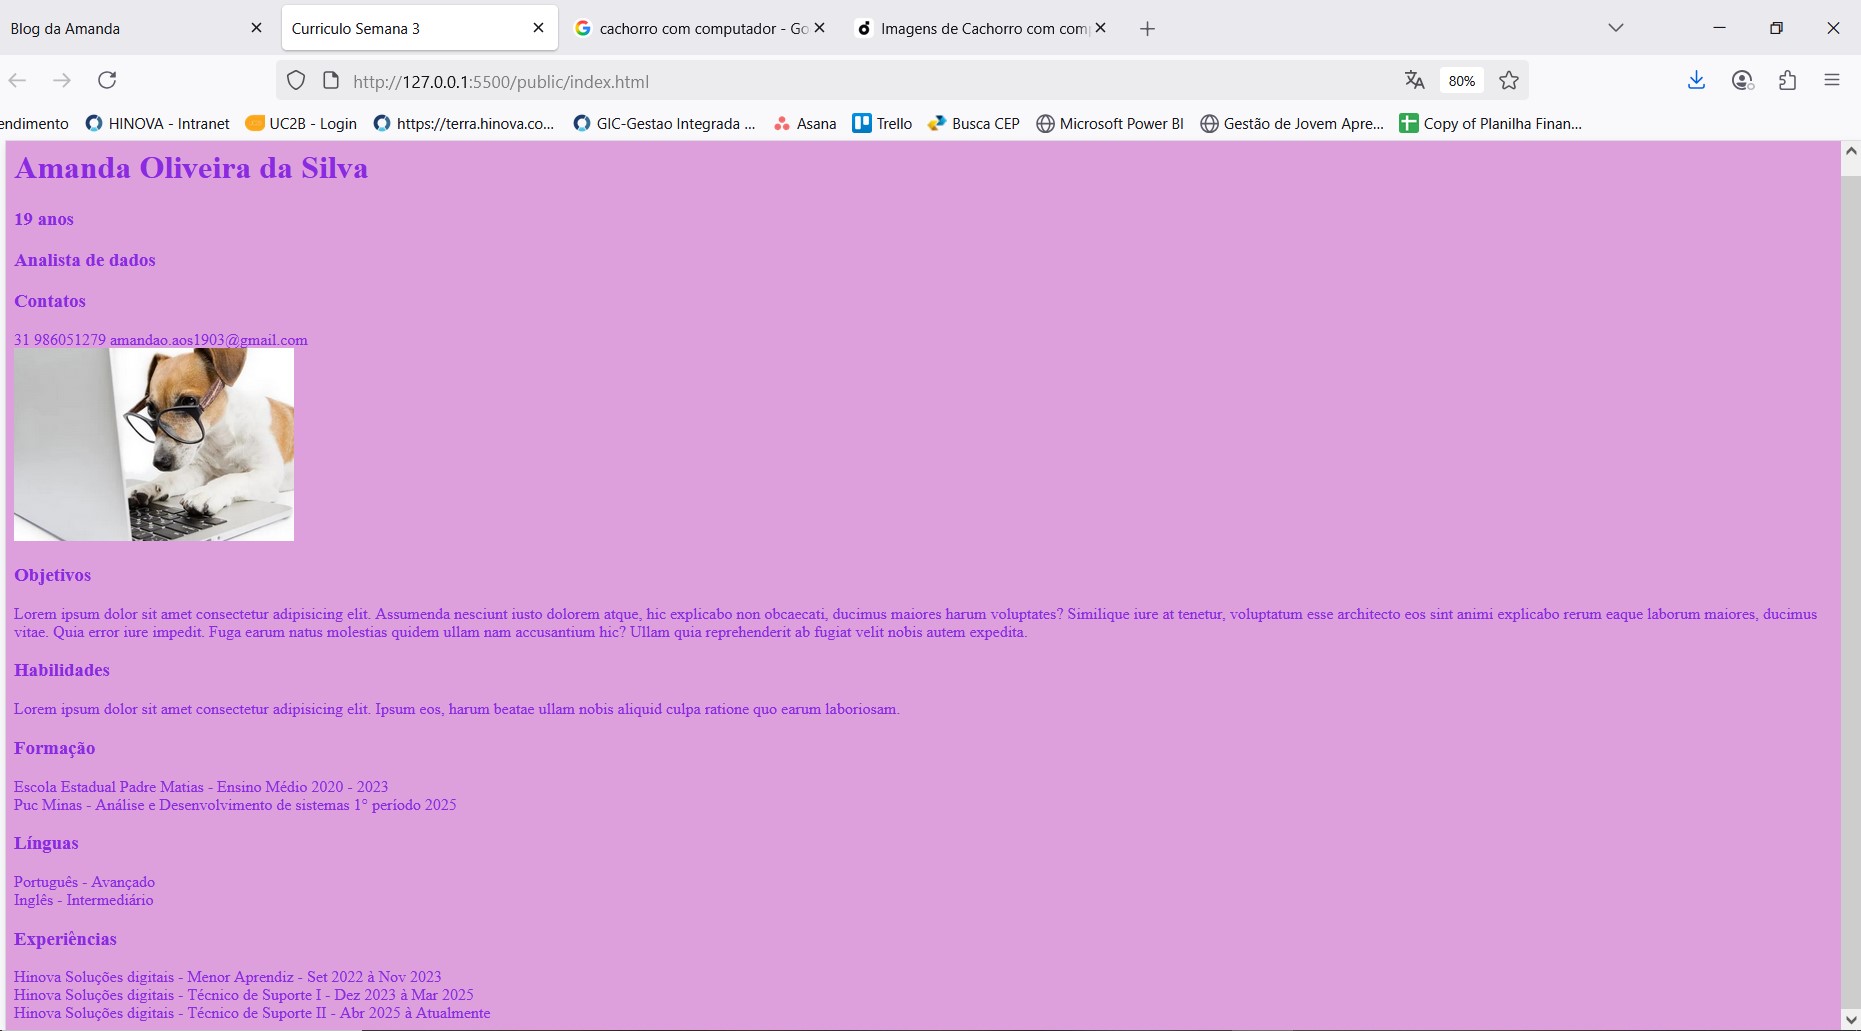 Blog da Amanda
Curriculo Semana 3
cachorro com computador - Go
Imagens de Cachorro com com
http://127.0.0.1:5500/public/index.html
80%
endimento
HINOVA - Intranet
UC2B - Login
https://terra.hinova.co...
GIC-Gestao Integrada ...
Asana
Trello
Busca CEP
Microsoft Power BI
Gestão de Jovem Apre...
Copy of Planilha Finan...
Amanda Oliveira da Silva
19 anos
Analista de dados
Contatos
31 986051279 amandao.aos1903@gmail.com
Objetivos
Lorem ipsum dolor sit amet consectetur adipisicing elit. Assumenda nesciunt iusto dolorem atque, hic explicabo non obcaecati, ducimus maiores harum voluptates? Similique iure at tenetur, voluptatum esse architecto eos sint animi explicabo rerum eaque laborum maiores, ducimus
vitae. Quia error iure impedit. Fuga earum natus molestias quidem ullam nam accusantium hic? Ullam quia reprehenderit ab fugiat velit nobis autem expedita.
Habilidades
Lorem ipsum dolor sit amet consectetur adipisicing elit. Ipsum eos, harum beatae ullam nobis aliquid culpa ratione quo earum laboriosam.
Formação
Escola Estadual Padre Matias - Ensino Médio 2020 - 2023
Puc Minas - Análise e Desenvolvimento de sistemas 1° período 2025
Línguas
Português - Avançado
Inglês - Intermediário
Experiências
Hinova Soluções digitais - Menor Aprendiz - Set 2022 à Nov 2023
Hinova Soluções digitais - Técnico de Suporte I - Dez 2023 à Mar 2025
Hinova Soluções digitais - Técnico de Suporte II - Abr 2025 à Atualmente